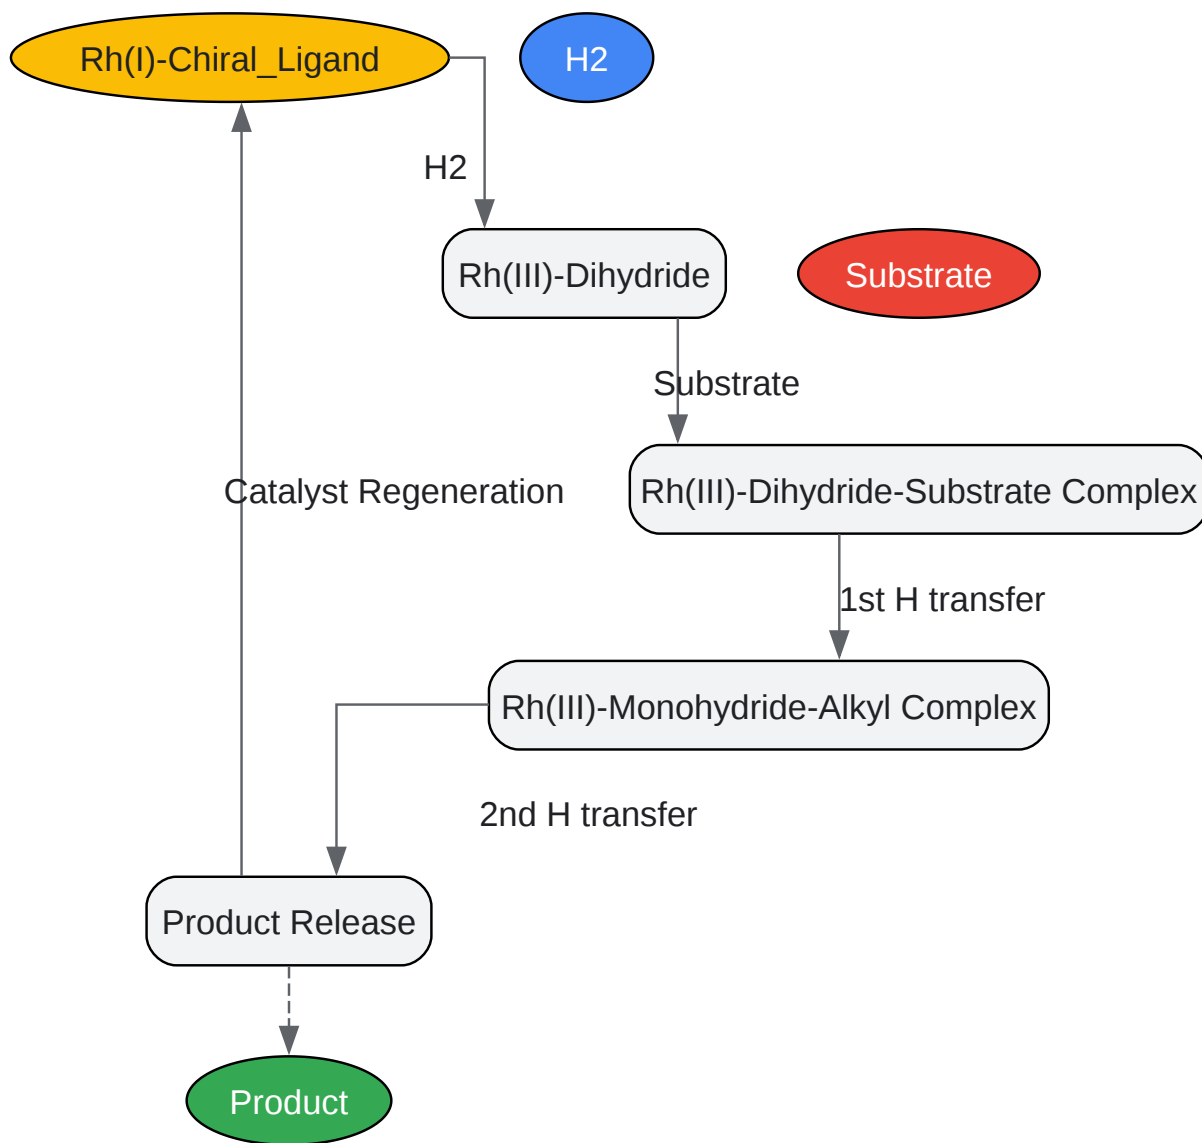 Rh(I)-Chiral_Ligand
H2
H2
Rh(III)-Dihydride
Substrate
Substrate
Catalyst Regeneration
Rh(III)-Dihydride-Substrate Complex
1st H transfer
Rh(III)-Monohydride-Alkyl Complex
2nd H transfer
Product Release
Product